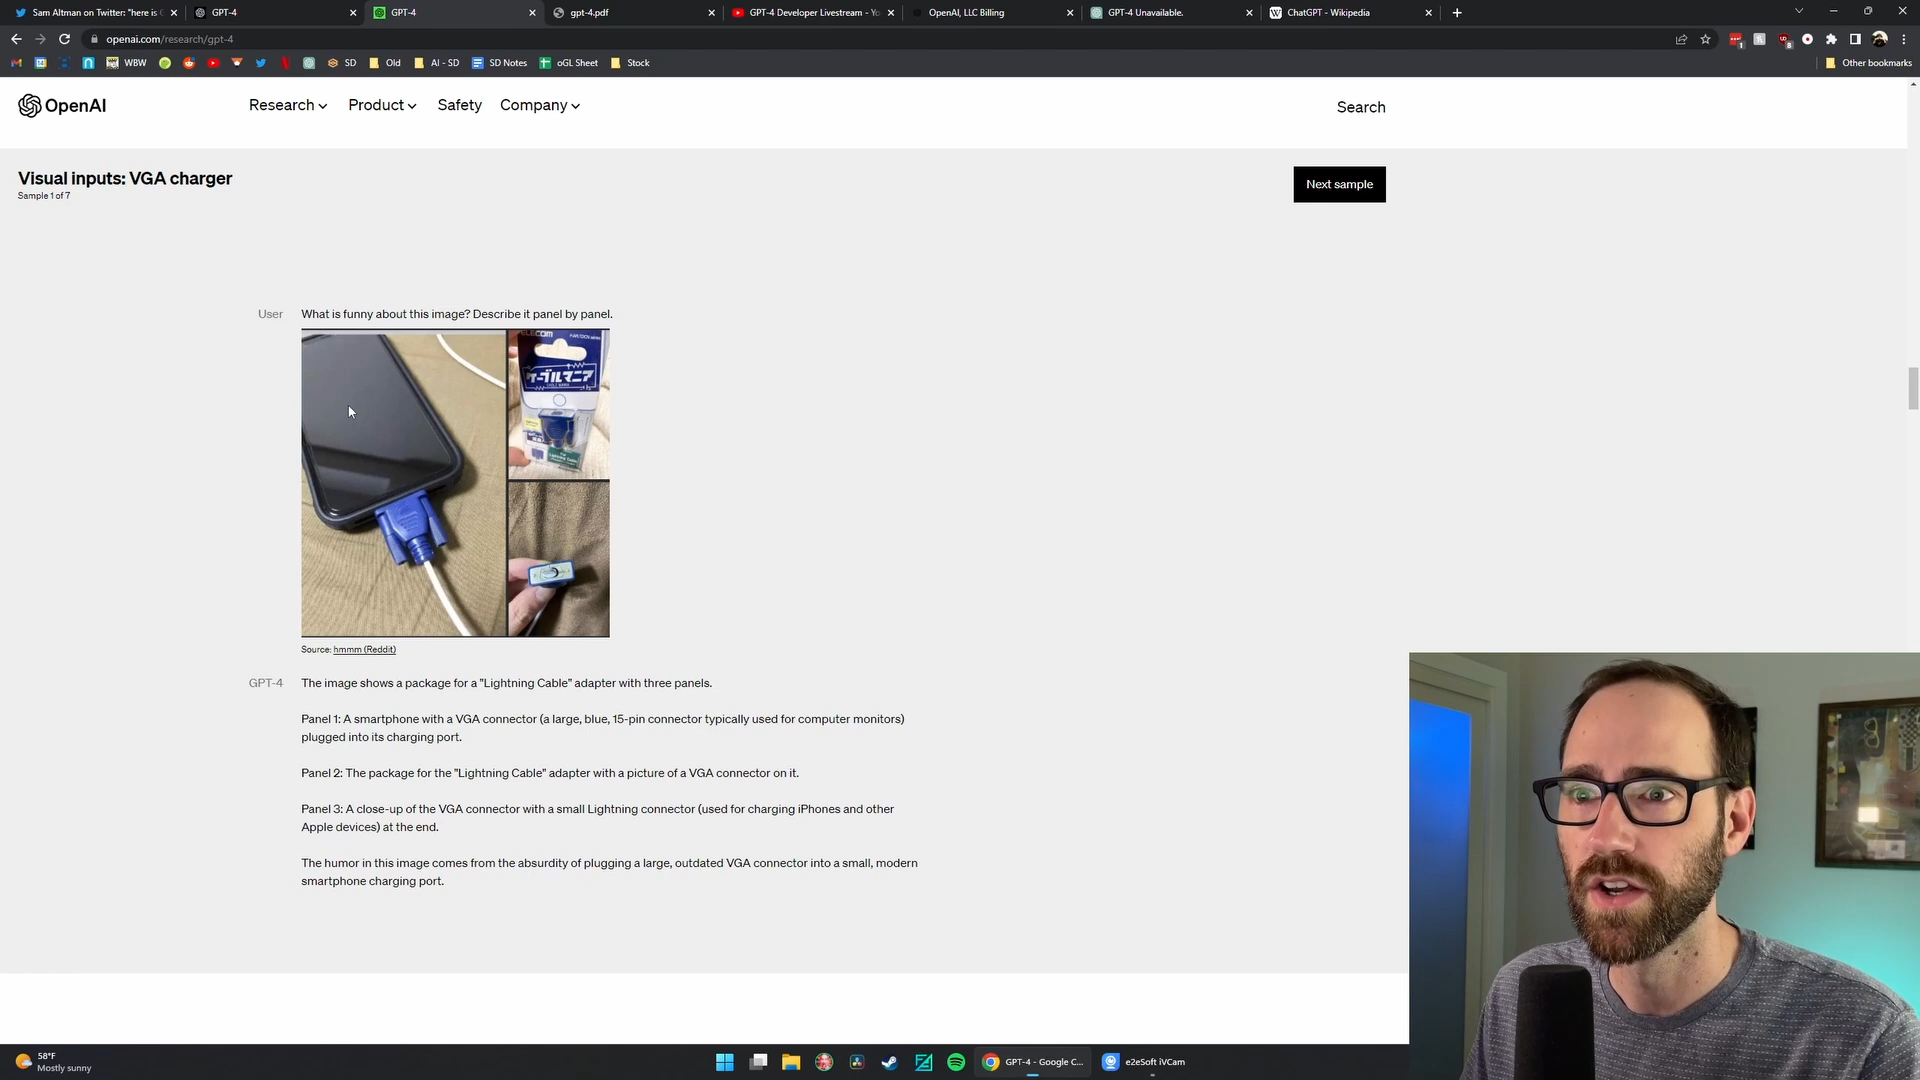 Sam Altman on Twitter: "here is
GPT-4
GPT-4
gpt-4.pdf
GPT-4 Developer Livestream - Yo
OpenAI, LLC Billing
GPT-4 Unavailable.
ChatGPT - Wikipedia
openai.com/research/gpt-4
WBW
SD
Old
AI - SD
SD Notes
oGL Sheet
Stock
Other bookmarks
OpenAI
Research
Product
Safety
Company
Search
Visual inputs: VGA charger
Sample 1 of 7
Next sample
User
What is funny about this image? Describe it panel by panel.
ケーブルマニア
Source: hmmm (Reddit)
GPT-4
The image shows a package for a "Lightning Cable" adapter with three panels.
Panel 1: A smartphone with a VGA connector (a large, blue, 15-pin connector typically used for computer monitors)
plugged into its charging port.
Panel 2: The package for the "Lightning Cable" adapter with a picture of a VGA connector on it.
Panel 3: A close-up of the VGA connector with a small Lightning connector (used for charging iPhones and other
Apple devices) at the end.
The humor in this image comes from the absurdity of plugging a large, outdated VGA connector into a small, modern
smartphone charging port.
58°F
Mostly sunny
GPT-4 - Google C...
e2eSoft iVCam